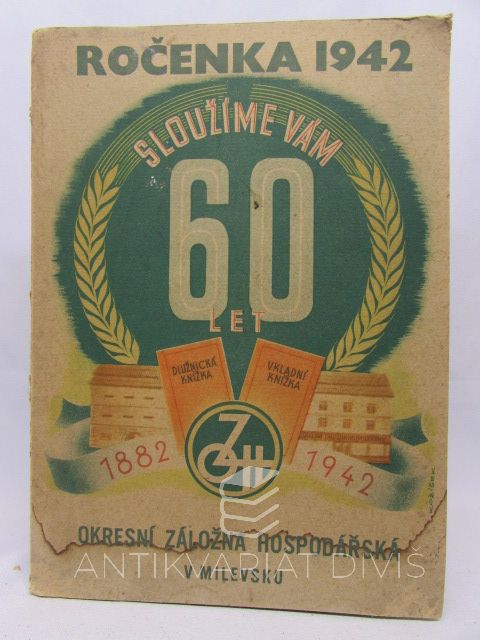 ROČENKA 1942
SLOUŽÍME VÁM
60
LET
DLUŽNICKÁ
KNÍŽKA
VKLADNÍ
KNÍŽKA
1882
1942
OKRESNÍ ZÁLOŽNA HOSPODÁŘSKÁ
V MILEVSKU
ANTIKVARIÁT DIVIŠ